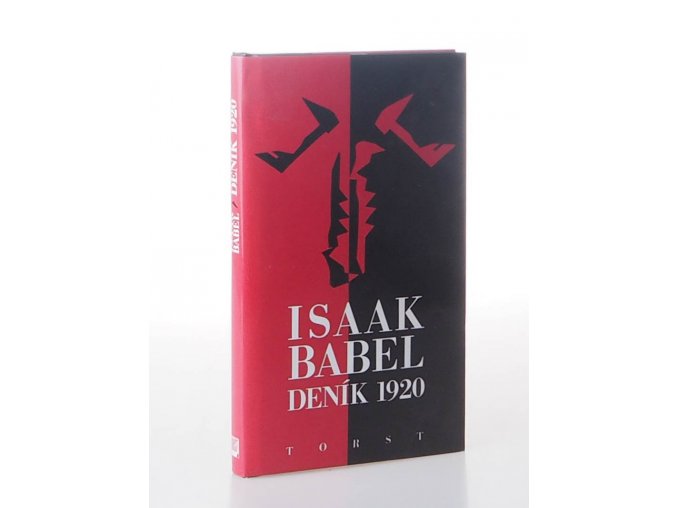 BABEL / DENÍK 1920
ISAAK
BABEL
DENÍK 1920
TORST